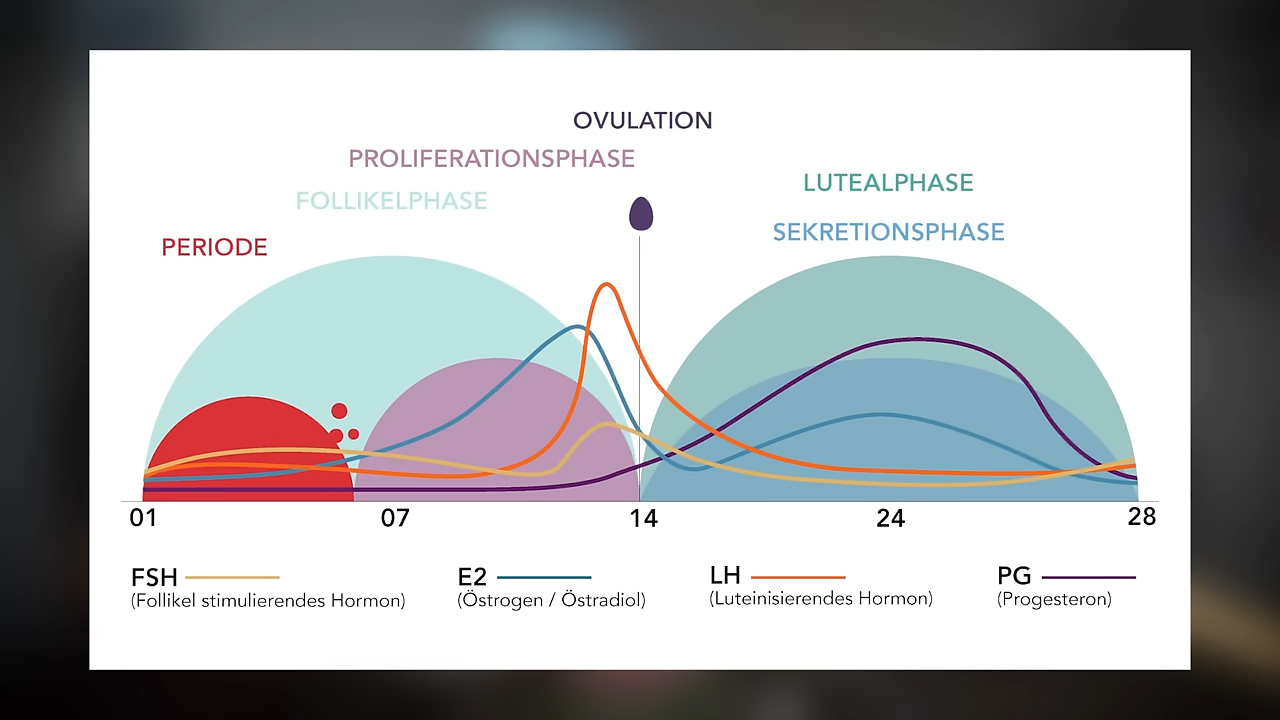 OVULATION
PROLIFERATIONSPHASE
LUTEALPHASE
FOLLIKELPHASE
SEKRETIONSPHASE
PERIODE
01 07 14 24 28
FSH E2 LH PG
(Follikel stimulierendes Hormon) (Östrogen / Östradiol) (Luteinisierendes Hormon) (Progesteron)